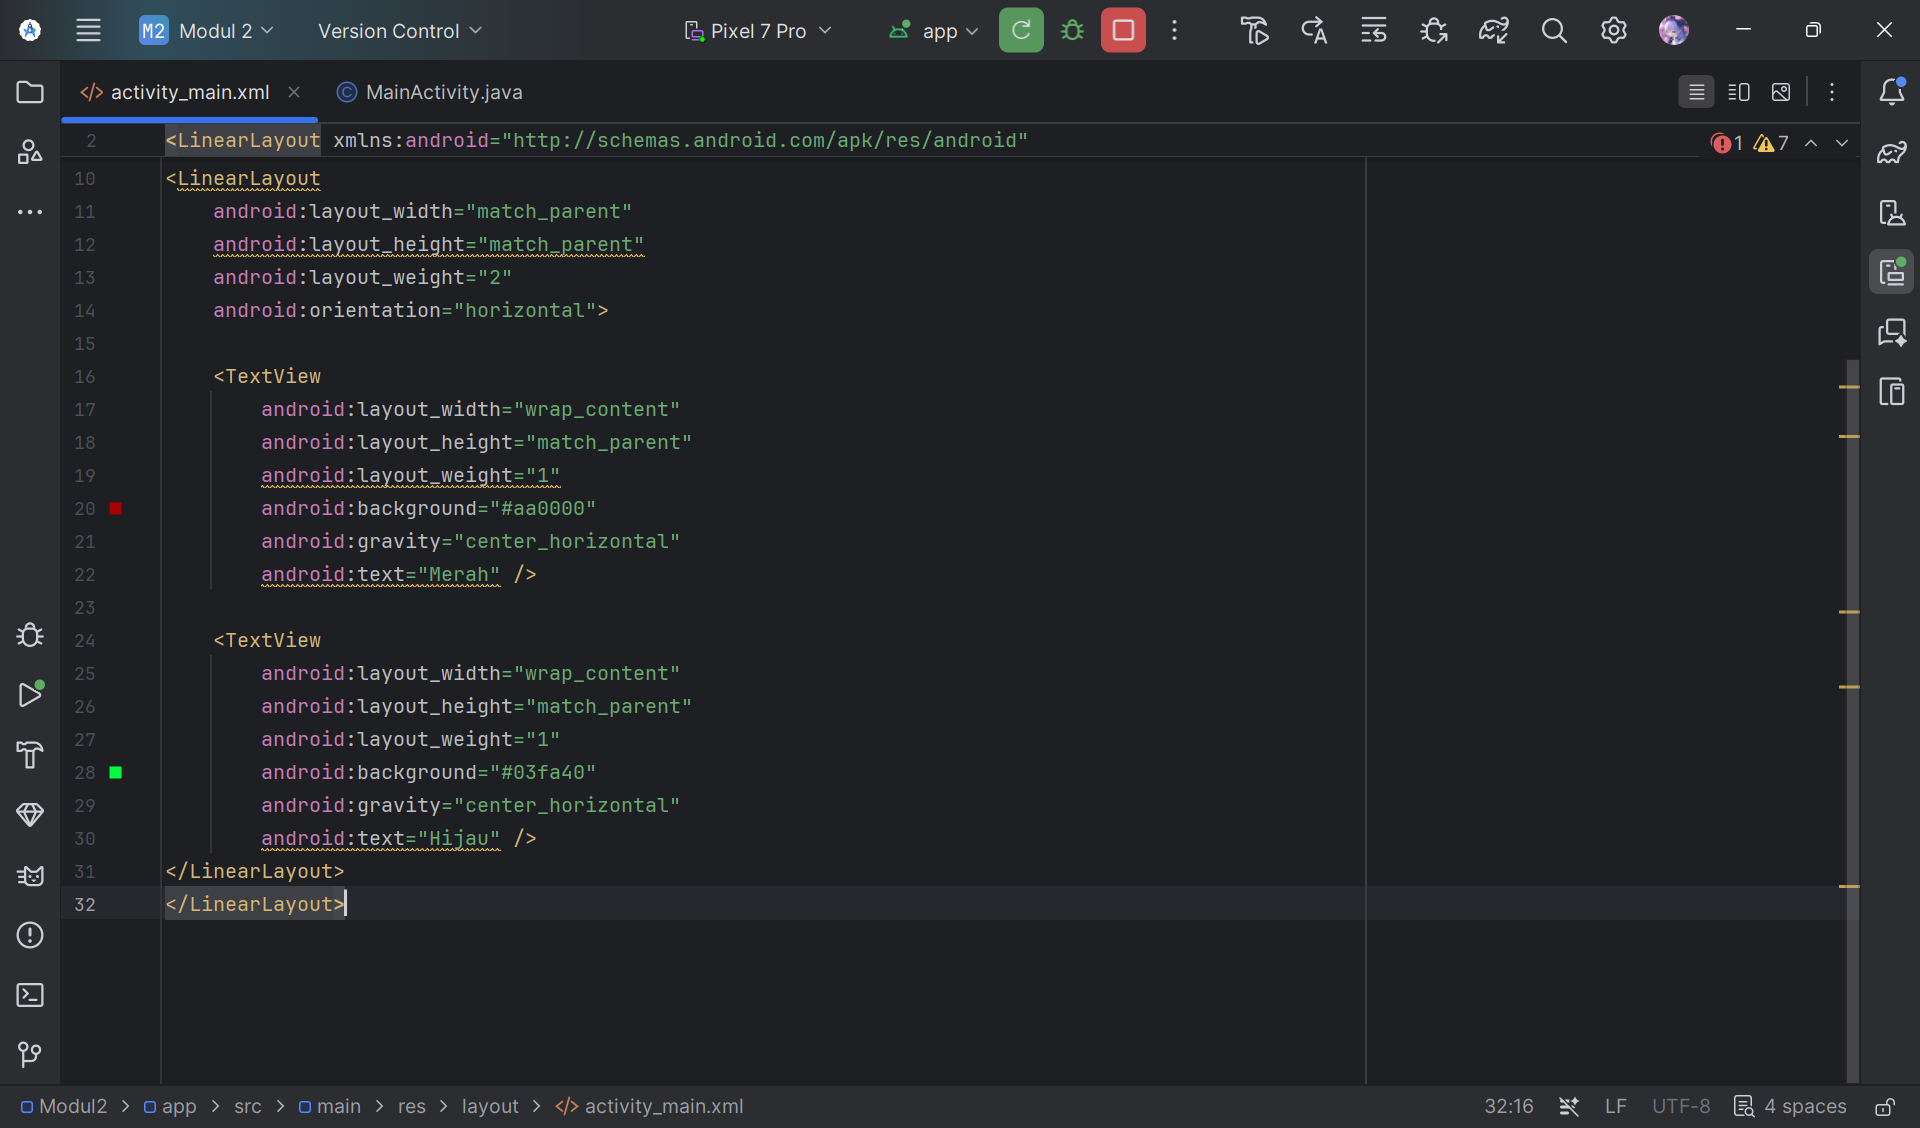 M2 Modul 2 Version Control Pixel 7 Pro app
activity_main.xml MainActivity.java
2 <LinearLayout xmlns:android="http://schemas.android.com/apk/res/android" 1 7
10 <LinearLayout
11 android:layout_width="match_parent"
12 android:layout_height="match_parent"
13 android:layout_weight="2"
14 android:orientation="horizontal">
15
16 <TextView
17 android:layout_width="wrap_content"
18 android:layout_height="match_parent"
19 android:layout_weight="1"
20 android:background="#aa0000"
21 android:gravity="center_horizontal"
22 android:text="Merah" />
23
24 <TextView
25 android:layout_width="wrap_content"
26 android:layout_height="match_parent"
27 android:layout_weight="1"
28 android:background="#03fa40"
29 android:gravity="center_horizontal"
30 android:text="Hijau" />
31 </LinearLayout>
32 </LinearLayout>
Modul2 > app > src > main > res > layout > activity_main.xml 32:16 LF UTF-8 4 spaces